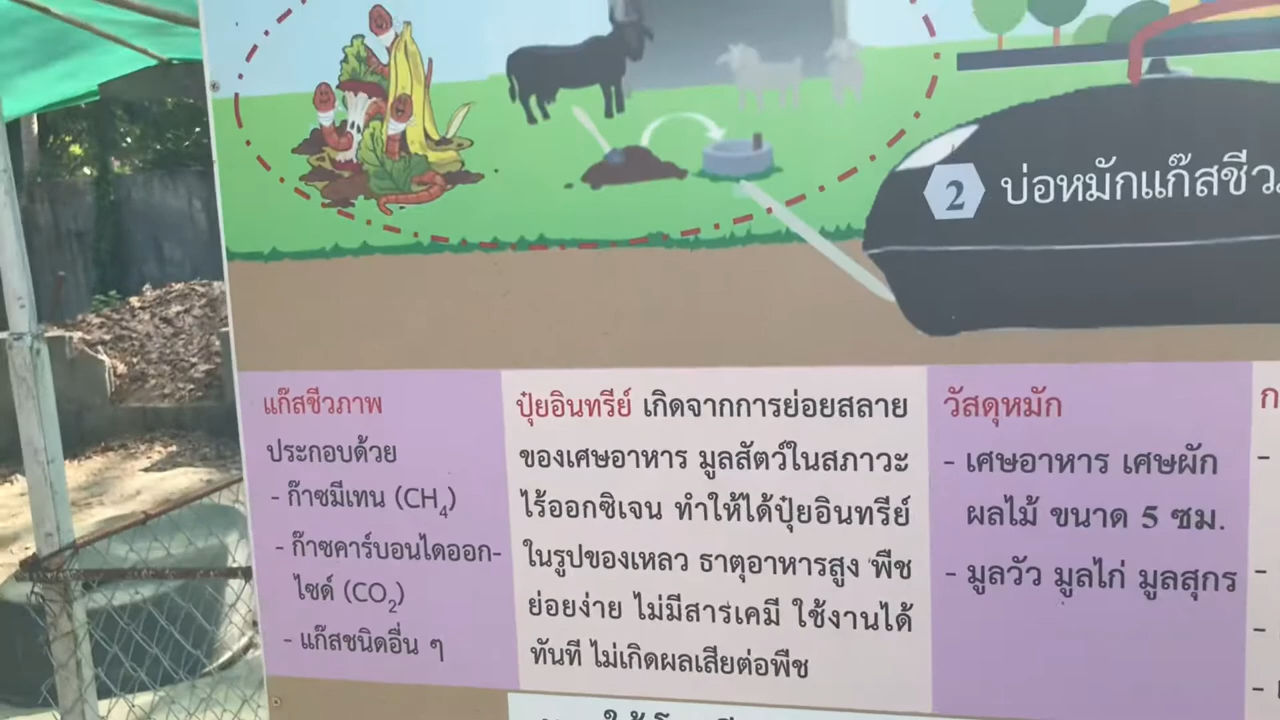 2 บ่อหมักแก๊สชีว
แก๊สชีวภาพ
ประกอบด้วย
- ก๊าซมีเทน (CH₄)
- ก๊าซคาร์บอนไดออก-
ไซด์ (CO₂)
- แก๊สชนิดอื่น ๆ
ปุ๋ยอินทรีย์ เกิดจากการย่อยสลาย
ของเศษอาหาร มูลสัตว์ในสภาวะ
ไร้ออกซิเจน ทำให้ได้ปุ๋ยอินทรีย์
ในรูปของเหลว ธาตุอาหารสูง พืช
ย่อยง่าย ไม่มีสารเคมี ใช้งานได้
ทันที ไม่เกิดผลเสียต่อพืช
วัสดุหมัก
- เศษอาหาร เศษผัก
ผลไม้ ขนาด 5 ซม.
- มูลวัว มูลไก่ มูลสุกร